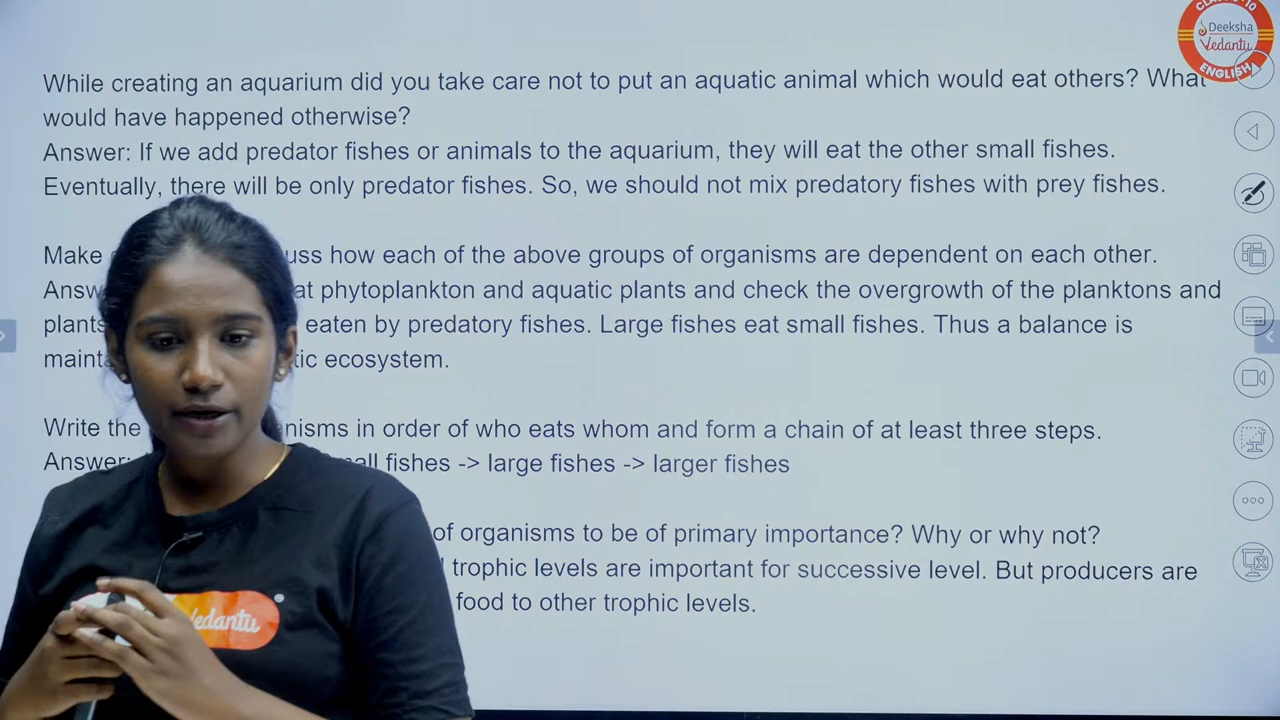 While creating an aquarium did you take care not to put an aquatic animal which would eat others? What
would have happened otherwise?
Answer: If we add predator fishes or animals to the aquarium, they will eat the other small fishes.
Eventually, there will be only predator fishes. So, we should not mix predatory fishes with prey fishes.
Make uss how each of the above groups of organisms are dependent on each other.
at phytoplankton and aquatic plants and check the overgrowth of the planktons and
plants eaten by predatory fishes. Large fishes eat small fishes. Thus a balance is
tic ecosystem.
Write the nisms in order of who eats whom and form a chain of at least three steps.
Answer: all fishes -> large fishes -> larger fishes
of organisms to be of primary importance? Why or why not?
trophic levels are important for successive level. But producers are
food to other trophic levels.
CLASS 9-10
Deeksha
Vedantu
ENGLISH
vedantu